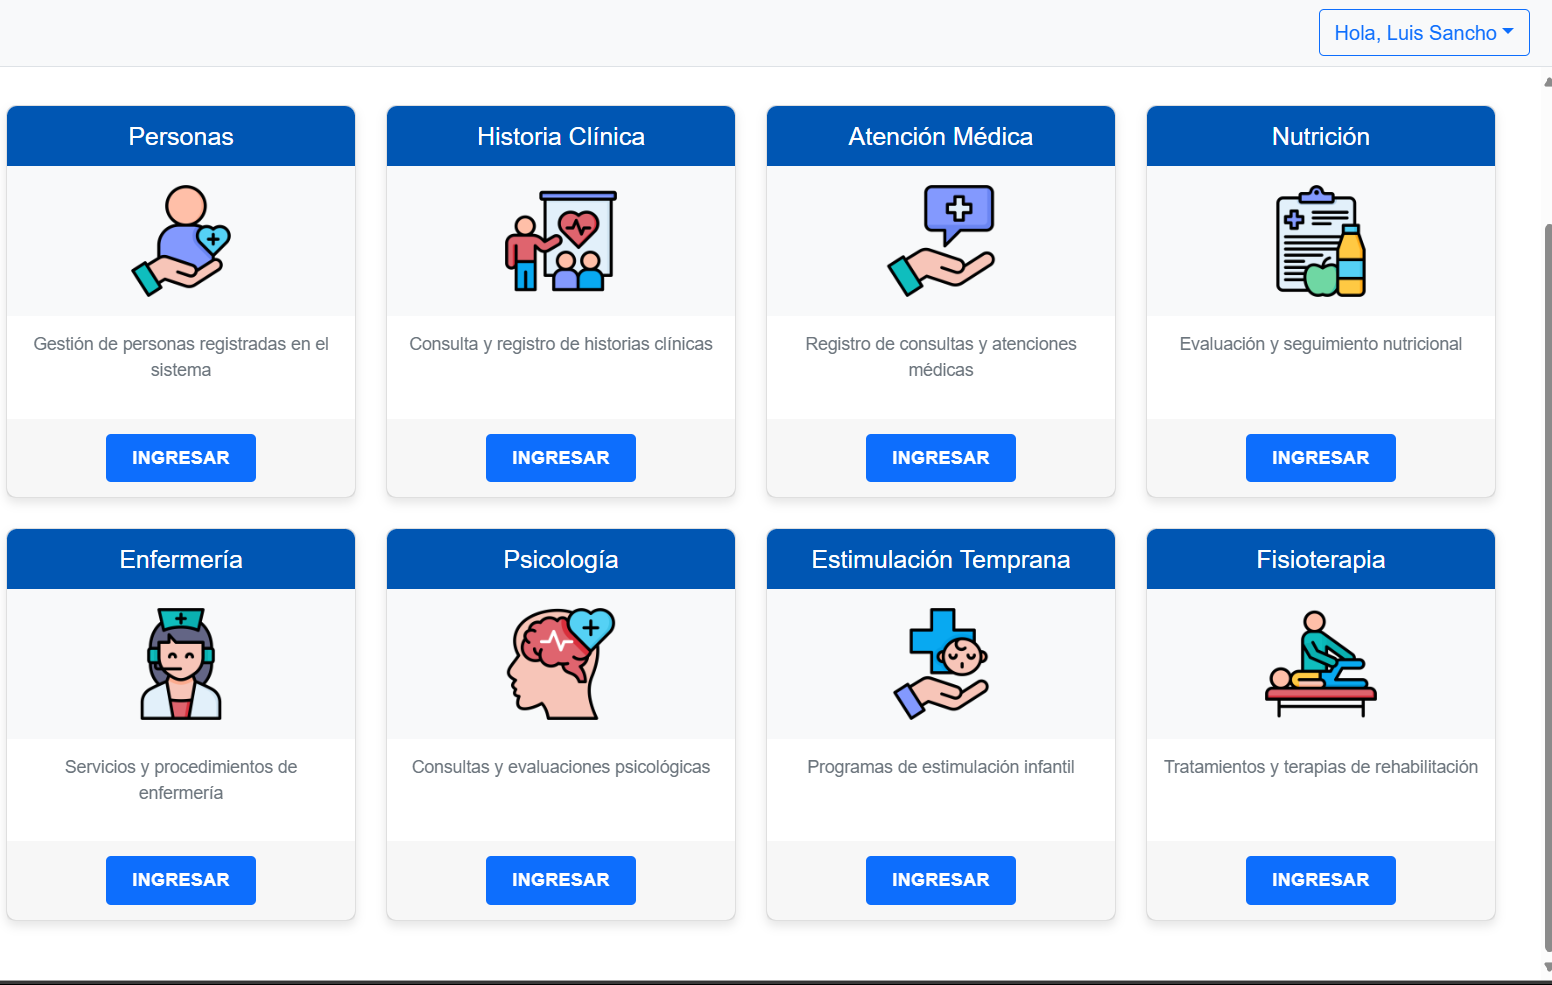 Hola, Luis Sancho
Personas
Historia Clínica
Atención Médica
Nutrición
Gestión de personas registradas en el
sistema
Consulta y registro de historias clínicas
Registro de consultas y atenciones
médicas
Evaluación y seguimiento nutricional
INGRESAR
INGRESAR
INGRESAR
INGRESAR
Enfermería
Psicología
Estimulación Temprana
Fisioterapia
Servicios y procedimientos de
enfermería
Consultas y evaluaciones psicológicas
Programas de estimulación infantil
Tratamientos y terapias de rehabilitación
INGRESAR
INGRESAR
INGRESAR
INGRESAR